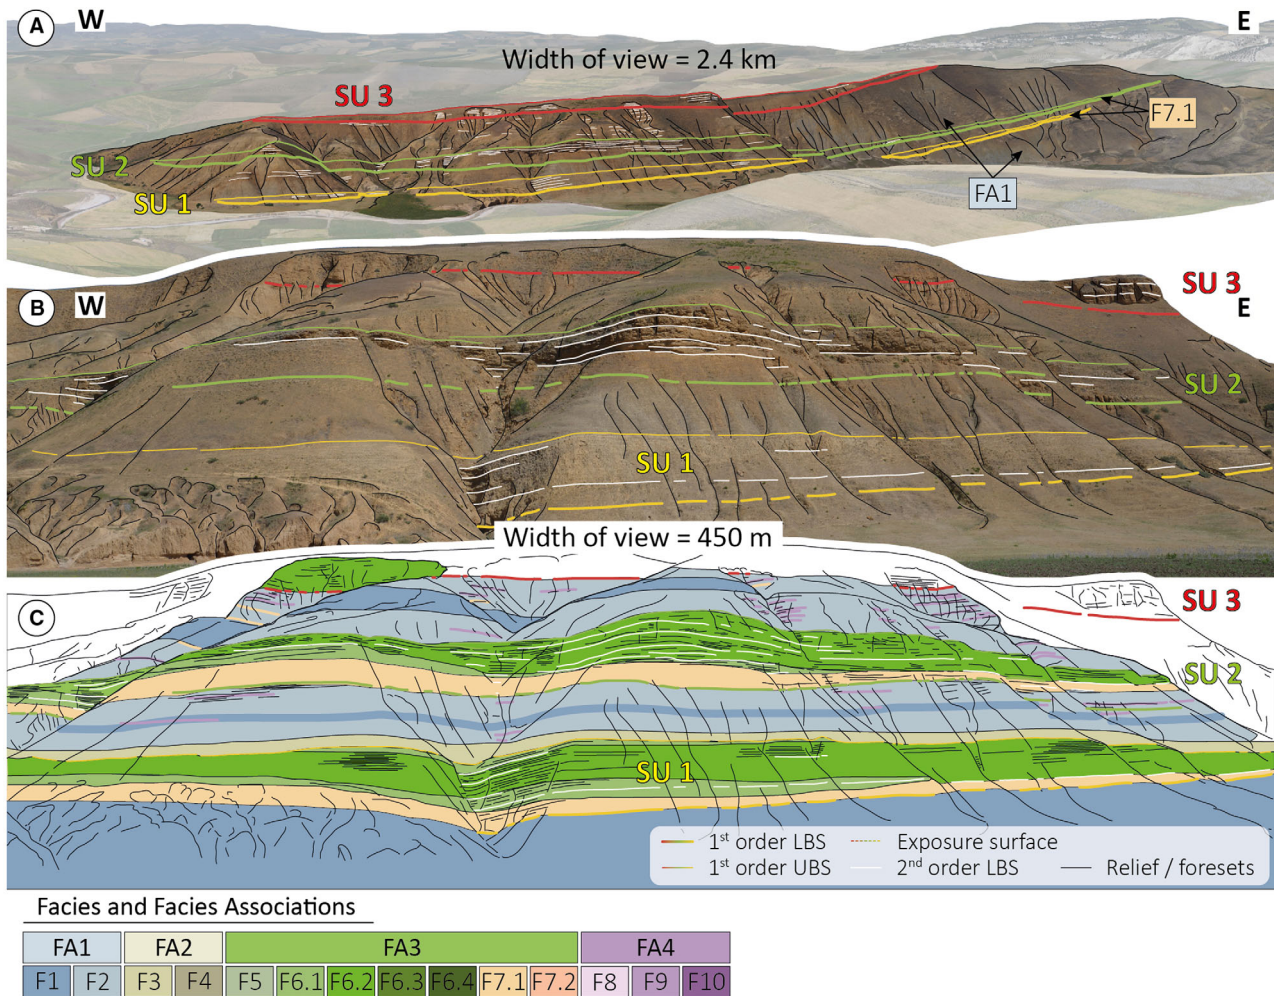 A
W
E
Width of view = 2.4 km
SU 3
F7.1
SU 2
FA1
SU 1
B
W
SU 3
E
SU 2
SU 1
Width of view = 450 m
C
SU 3
SU 2
SU 1
1st order LBS
Exposure surface
1st order UBS
2nd order LBS
Relief / foresets
Facies and Facies Associations
FA1 FA2 FA3 FA4
F1 F2 F3 F4 F5 F6.1 F6.2 F6.3 F6.4 F7.1 F7.2 F8 F9 F10